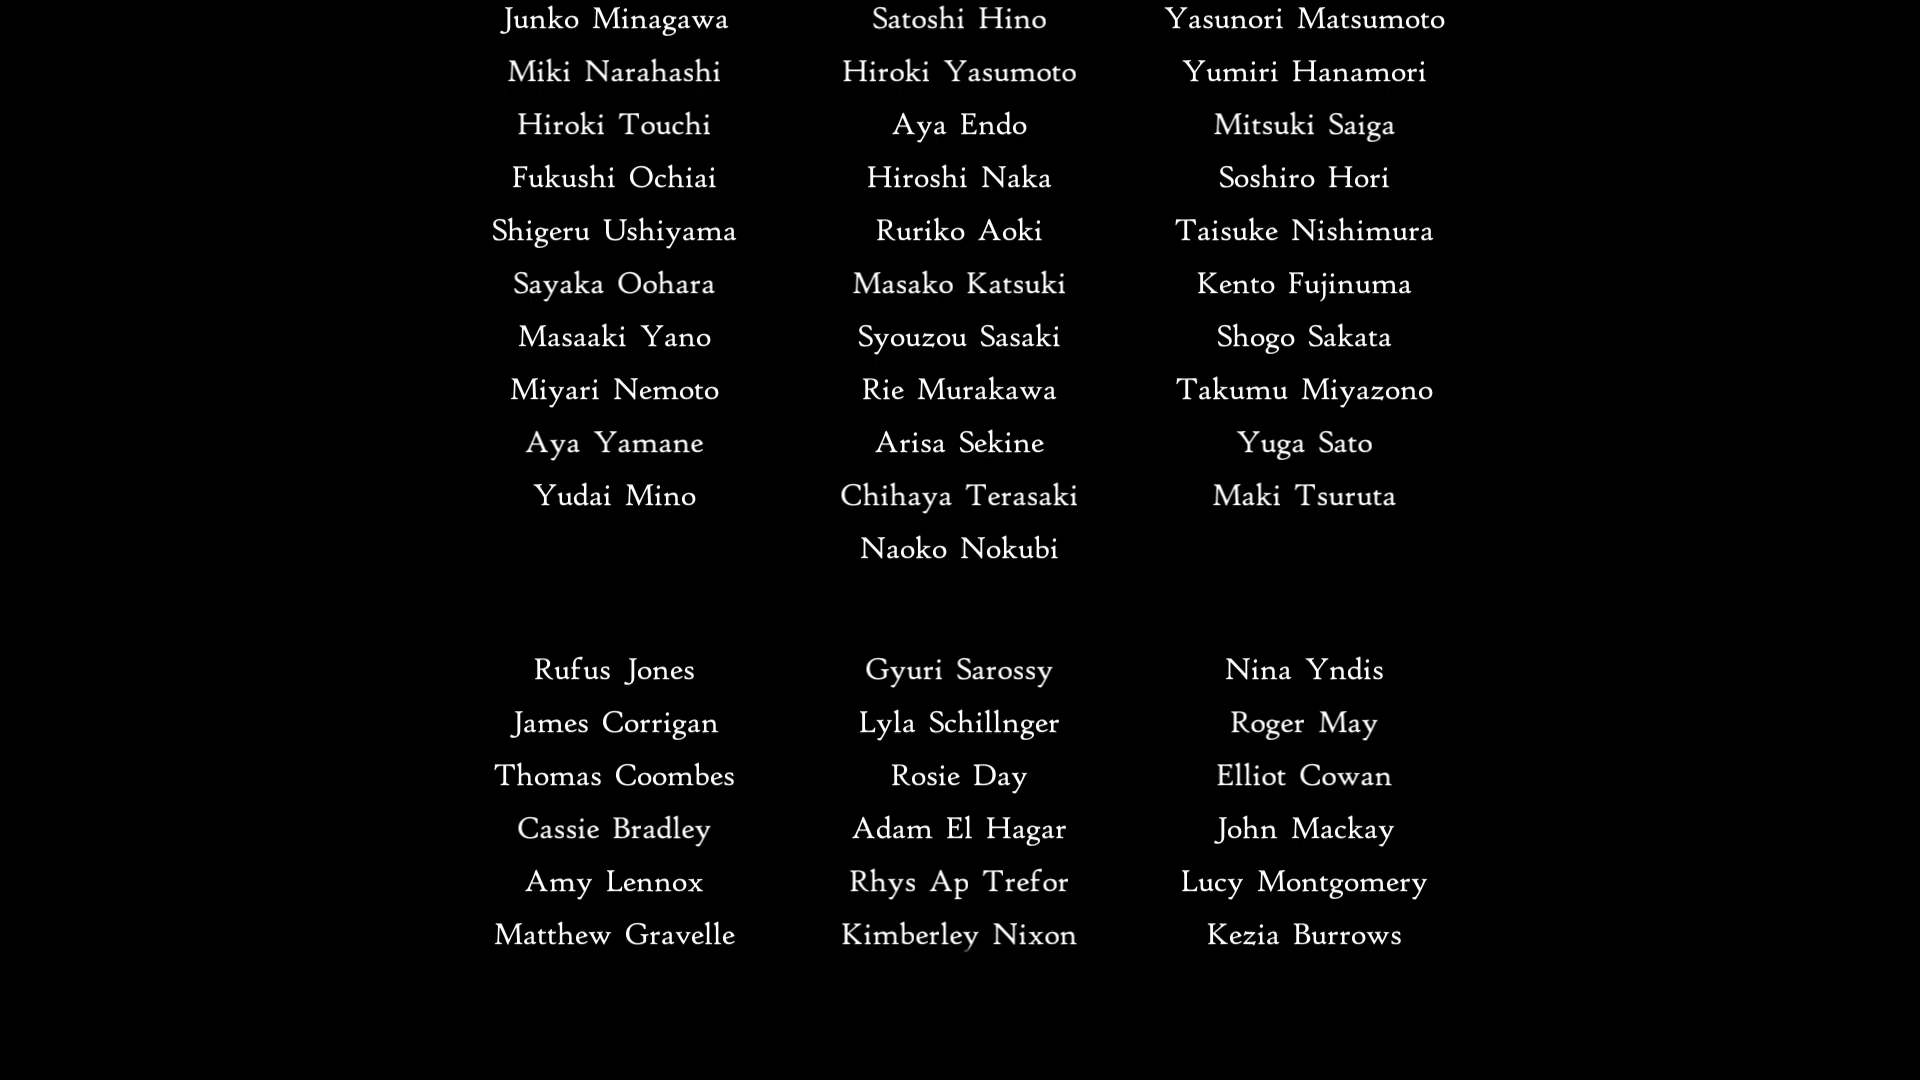 Junko Minagawa Satoshi Hino Yasunori Matsumoto
Miki Narahashi Hiroki Yasumoto Yumiri Hanamori
Hiroki Touchi Aya Endo Mitsuki Saiga
Fukushi Ochiai Hiroshi Naka Soshiro Hori
Shigeru Ushiyama Ruriko Aoki Taisuke Nishimura
Sayaka Oohara Masako Katsuki Kento Fujinuma
Masaaki Yano Syouzou Sasaki Shogo Sakata
Miyari Nemoto Rie Murakawa Takumu Miyazono
Aya Yamane Arisa Sekine Yuga Sato
Yudai Mino Chihaya Terasaki Maki Tsuruta
Naoko Nokubi
Rufus Jones Gyuri Sarossy Nina Yndis
James Corrigan Lyla Schillnger Roger May
Thomas Coombes Rosie Day Elliot Cowan
Cassie Bradley Adam El Hagar John Mackay
Amy Lennox Rhys Ap Trefor Lucy Montgomery
Matthew Gravelle Kimberley Nixon Kezia Burrows